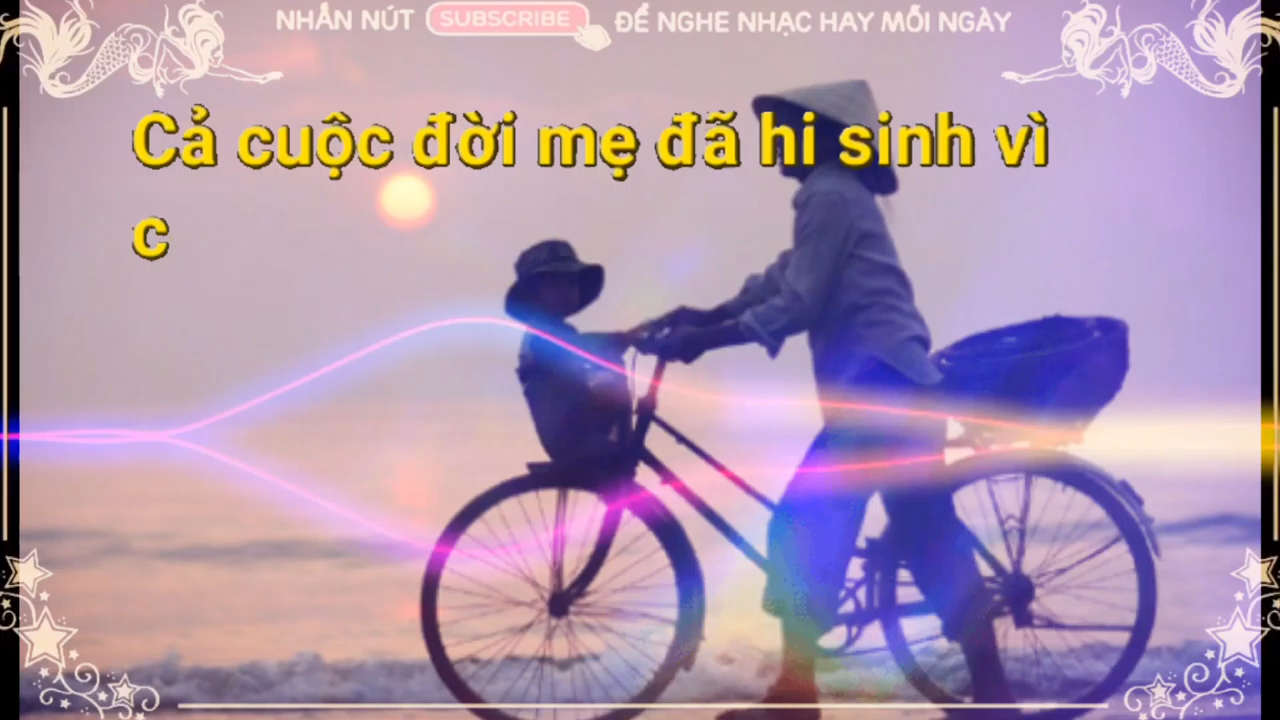 NHẤN NÚT SUBSCRIBE ĐỂ NGHE NHẠC HAY MỖI NGÀY
Cả cuộc đời mẹ đã hi sinh vì
c